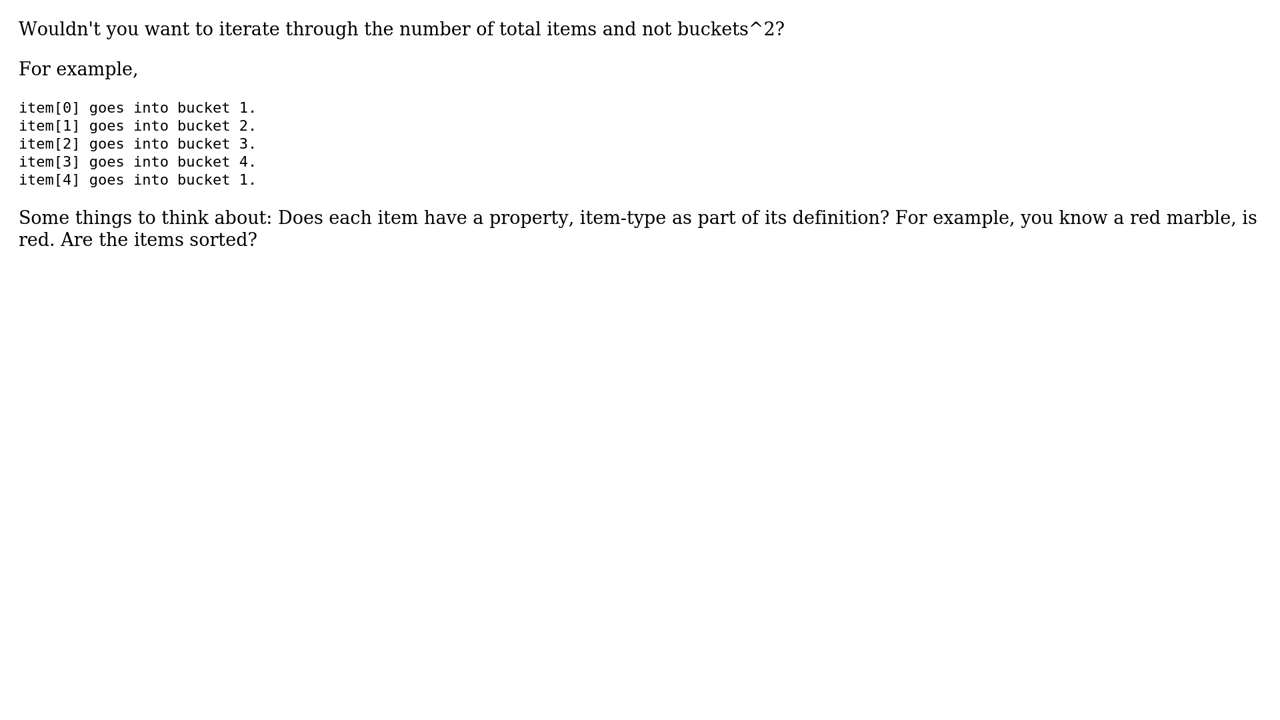 Wouldn't you want to iterate through the number of total items and not buckets^2?
For example,
item[0] goes into bucket 1.
item[1] goes into bucket 2.
item[2] goes into bucket 3.
item[3] goes into bucket 4.
item[4] goes into bucket 1.
Some things to think about: Does each item have a property, item-type as part of its definition? For example, you know a red marble, is
red. Are the items sorted?